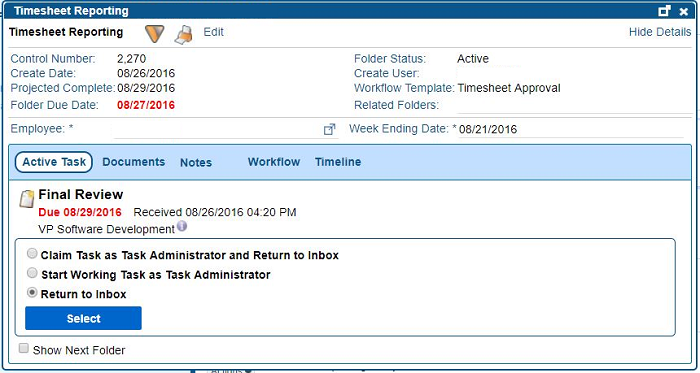 Timesheet Reporting
Timesheet Reporting Edit Hide Details
Control Number: 2,270 Folder Status: Active
Create Date: 08/26/2016 Create User:
Projected Complete: 08/29/2016 Workflow Template: Timesheet Approval
Folder Due Date: 08/27/2016 Related Folders:
Employee: * Week Ending Date: * 08/21/2016
Active Task Documents Notes Workflow Timeline
Final Review
Due 08/29/2016 Received 08/26/2016 04:20 PM
VP Software Development
Claim Task as Task Administrator and Return to Inbox
Start Working Task as Task Administrator
Return to Inbox
Select
Show Next Folder